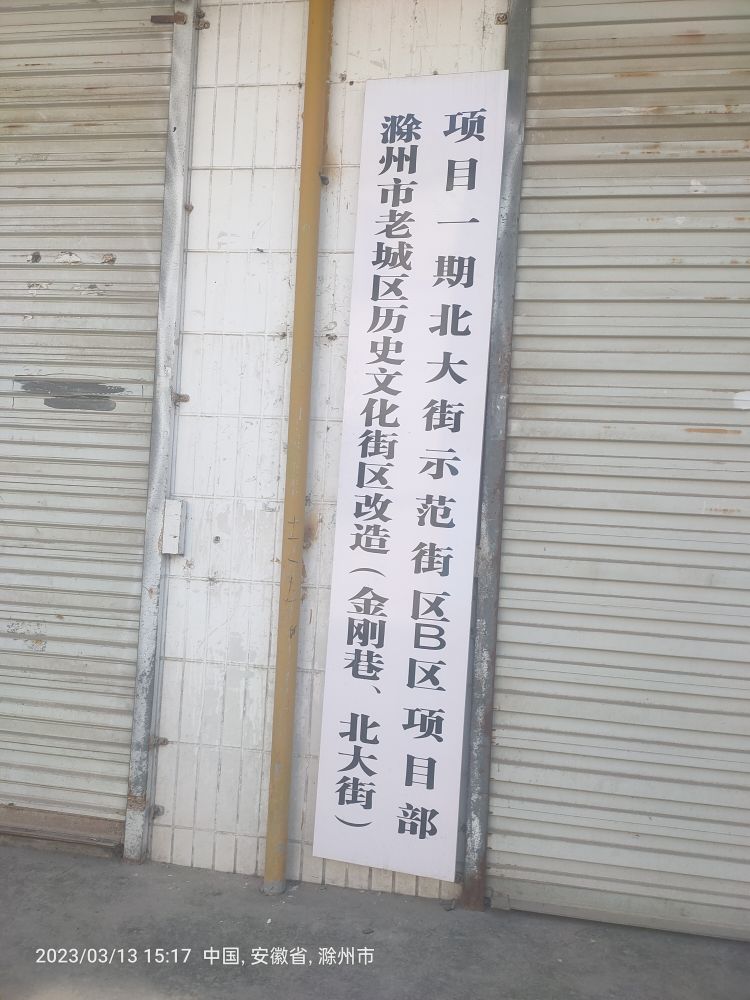 滁州市老城区历史文化街区改造（金刚巷、北大街）
项目一期北大街示范街区B区项目部
2023/03/13 15:17 中国, 安徽省, 滁州市